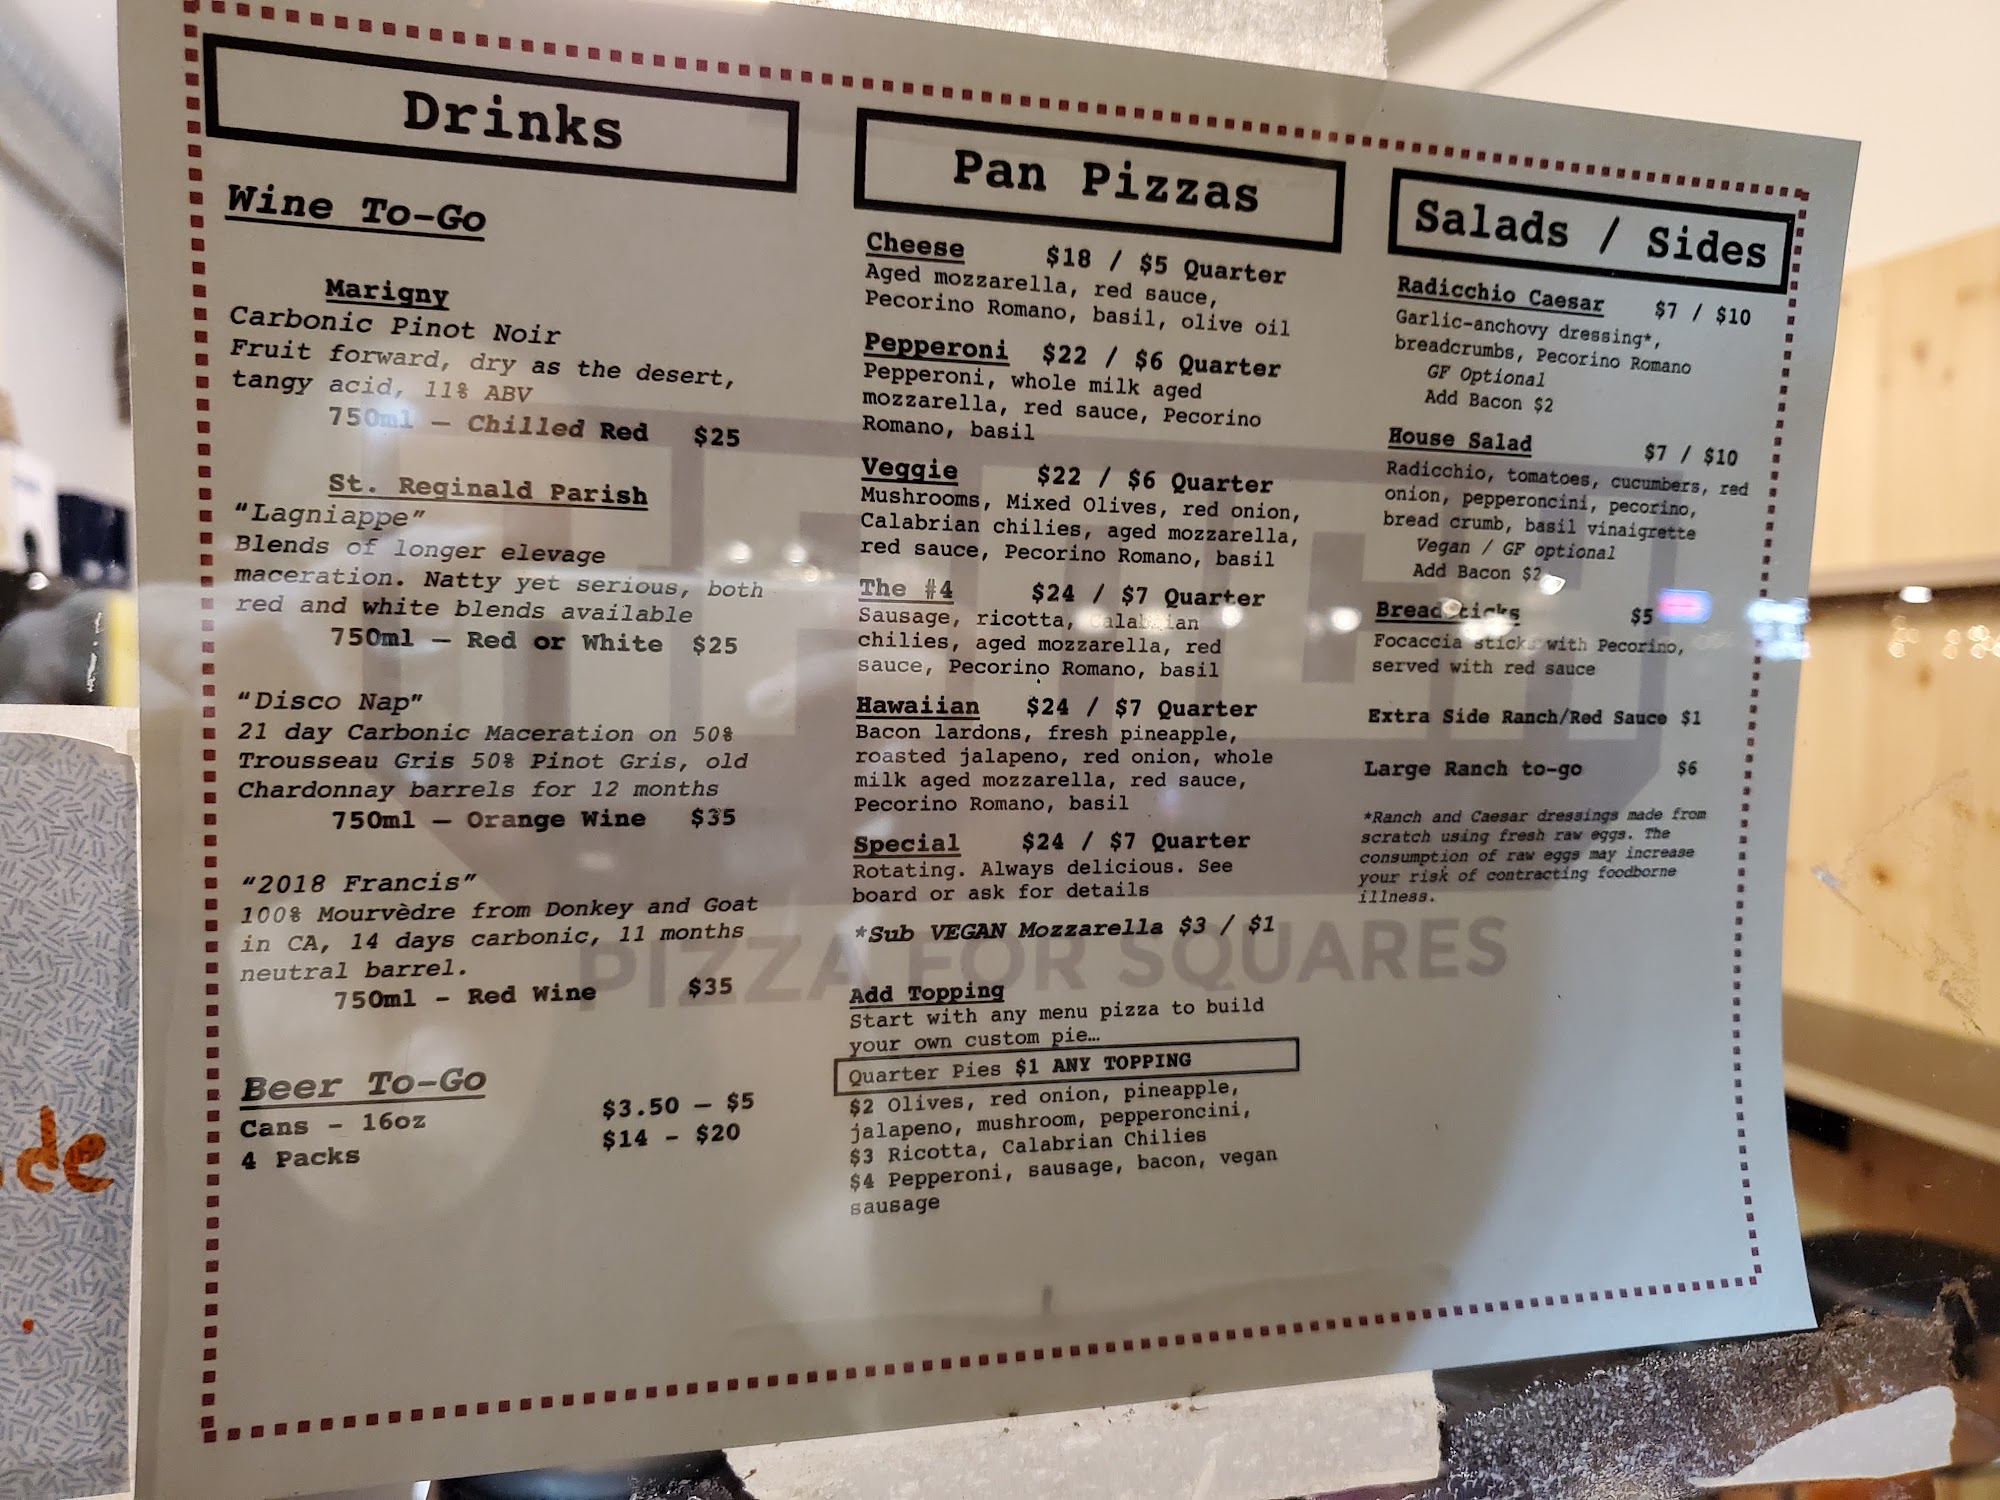 Drinks
Wine To-Go
Marigny
Carbonic Pinot Noir
Fruit forward, dry as the desert,
tangy acid, 11% ABV
750ml — Chilled Red $25
St. Reginald Parish
"Lagniappe"
Blends of longer elevage
maceration. Natty yet serious, both
red and white blends available
750ml — Red or White $25
"Disco Nap"
21 day Carbonic Maceration on 50%
Trousseau Gris 50% Pinot Gris, old
Chardonnay barrels for 12 months
750ml — Orange Wine $35
"2018 Francis"
100% Mourvèdre from Donkey and Goat
in CA, 14 days carbonic, 11 months
neutral barrel.
750ml - Red Wine $35
Beer To-Go
Cans - 16oz $3.50 — $5
4 Packs $14 - $20
Pan Pizzas
Cheese $18 / $5 Quarter
Aged mozzarella, red sauce,
Pecorino Romano, basil, olive oil
Pepperoni $22 / $6 Quarter
Pepperoni, whole milk aged
mozzarella, red sauce, Pecorino
Romano, basil
Veggie $22 / $6 Quarter
Mushrooms, Mixed Olives, red onion,
Calabrian chilies, aged mozzarella,
red sauce, Pecorino Romano, basil
The #4 $24 / $7 Quarter
Sausage, ricotta, Calabrian
chilies, aged mozzarella, red
sauce, Pecorino Romano, basil
Hawaiian $24 / $7 Quarter
Bacon lardons, fresh pineapple,
roasted jalapeno, red onion, whole
milk aged mozzarella, red sauce,
Pecorino Romano, basil
Special $24 / $7 Quarter
Rotating. Always delicious. See
board or ask for details
*Sub VEGAN Mozzarella $3 / $1
PIZZA FOR SQUARES
Add Topping
Start with any menu pizza to build
your own custom pie…
Quarter Pies $1 ANY TOPPING
$2 Olives, red onion, pineapple,
jalapeno, mushroom, pepperoncini,
$3 Ricotta, Calabrian Chilies
$4 Pepperoni, sausage, bacon, vegan
sausage
Salads / Sides
Radicchio Caesar $7 / $10
Garlic-anchovy dressing*,
breadcrumbs, Pecorino Romano
GF Optional
Add Bacon $2
House Salad $7 / $10
Radicchio, tomatoes, cucumbers, red
onion, pepperoncini, pecorino,
bread crumb, basil vinaigrette
Vegan / GF optional
Add Bacon $2
Breadsticks $5
Focaccia sticks with Pecorino,
served with red sauce
Extra Side Ranch/Red Sauce $1
Large Ranch to-go $6
*Ranch and Caesar dressings made from
scratch using fresh raw eggs. The
consumption of raw eggs may increase
your risk of contracting foodborne
illness.